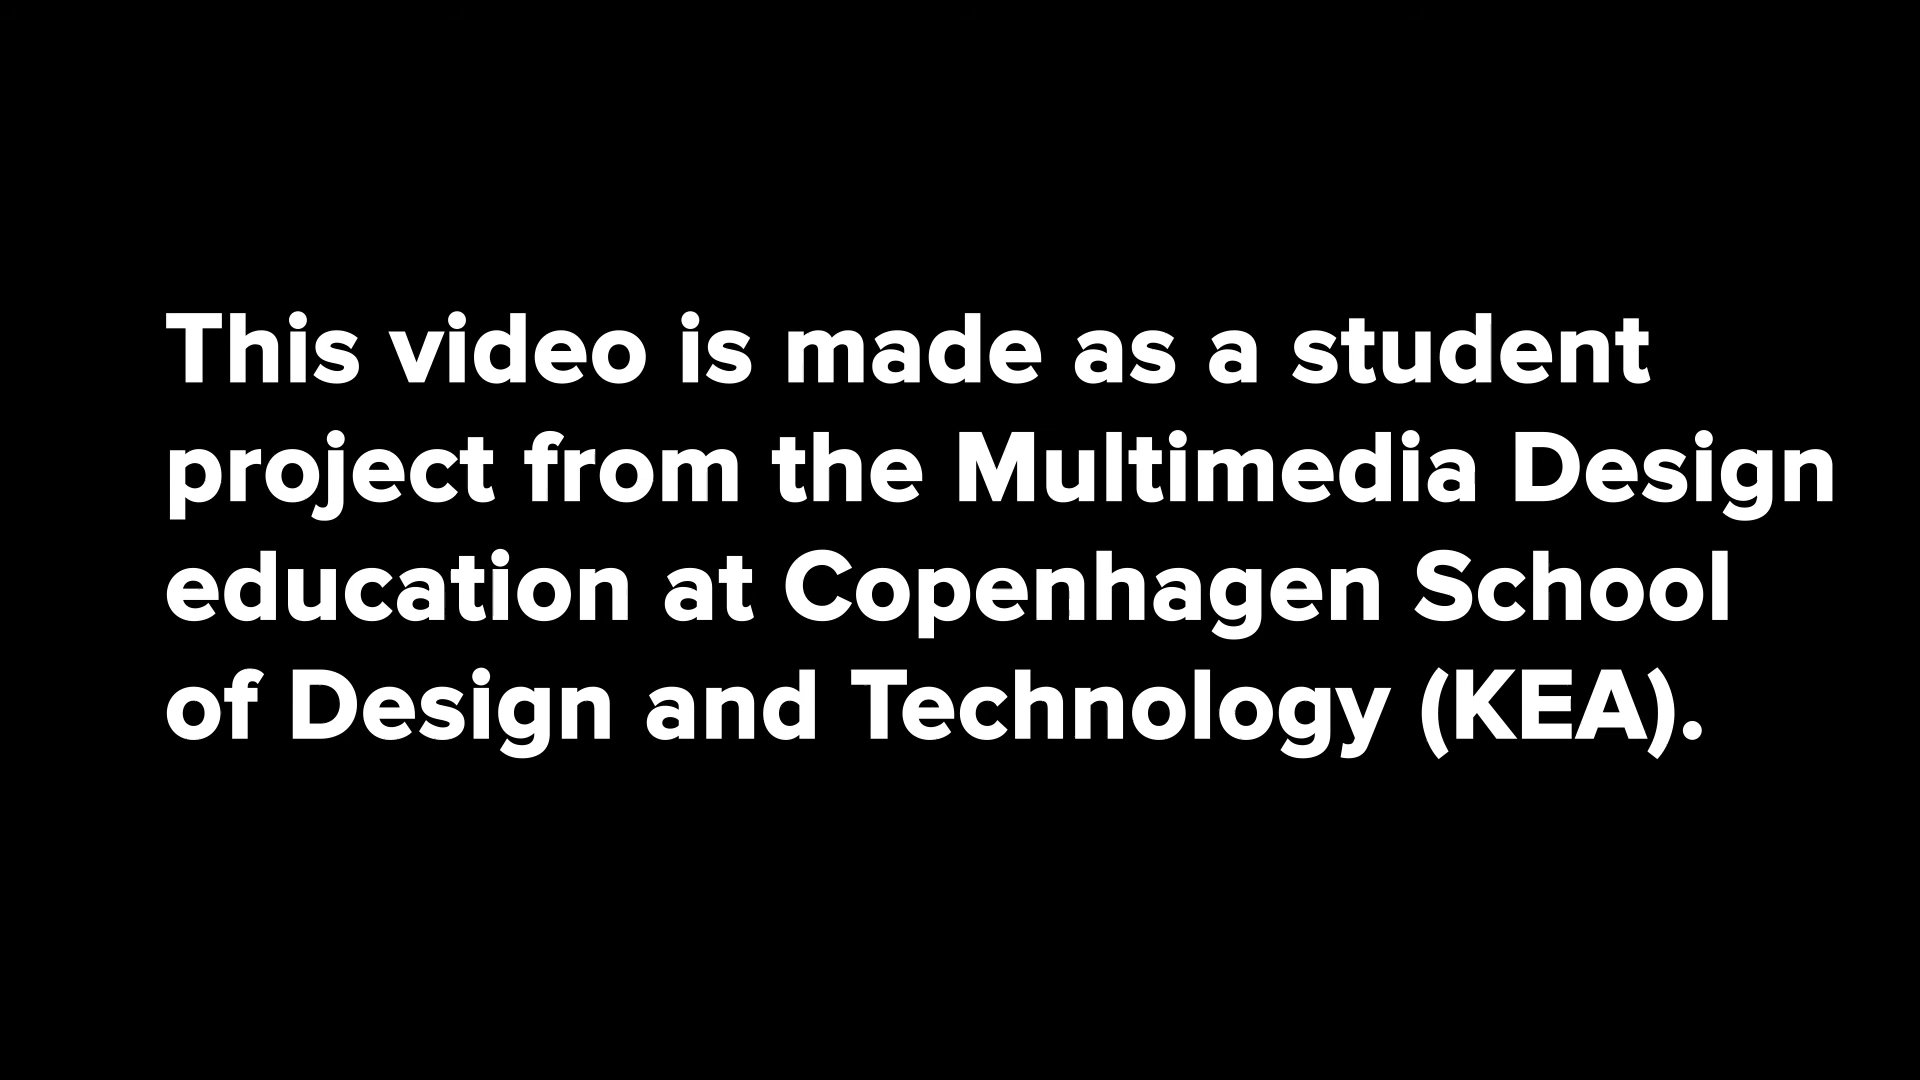 This video is made as a student
project from the Multimedia Design
education at Copenhagen School
of Design and Technology (KEA).